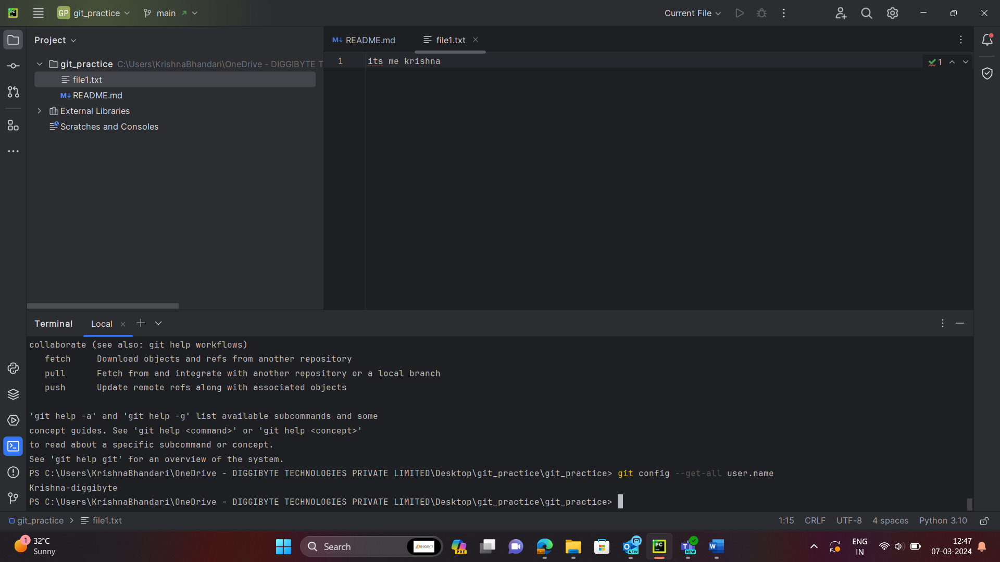 GP git_practice main Current File
Project
README.md file1.txt
git_practice C:\Users\KrishnaBhandari\OneDrive - DIGGIBYTE T
file1.txt
README.md
External Libraries
Scratches and Consoles
1 its me krishna
1
Terminal Local
collaborate (see also: git help workflows)
fetch Download objects and refs from another repository
pull Fetch from and integrate with another repository or a local branch
push Update remote refs along with associated objects
'git help -a' and 'git help -g' list available subcommands and some
concept guides. See 'git help <command>' or 'git help <concept>'
to read about a specific subcommand or concept.
See 'git help git' for an overview of the system.
PS C:\Users\KrishnaBhandari\OneDrive - DIGGIBYTE TECHNOLOGIES PRIVATE LIMITED\Desktop\git_practice\git_practice> git config --get-all user.name
Krishna-diggibyte
PS C:\Users\KrishnaBhandari\OneDrive - DIGGIBYTE TECHNOLOGIES PRIVATE LIMITED\Desktop\git_practice\git_practice>
git_practice > file1.txt 1:15 CRLF UTF-8 4 spaces Python 3.10
1 32°C
Sunny
Search
DIGGIBYTE
PRE
NEW
PC
NEW
W
ENG
IN
12:47
07-03-2024